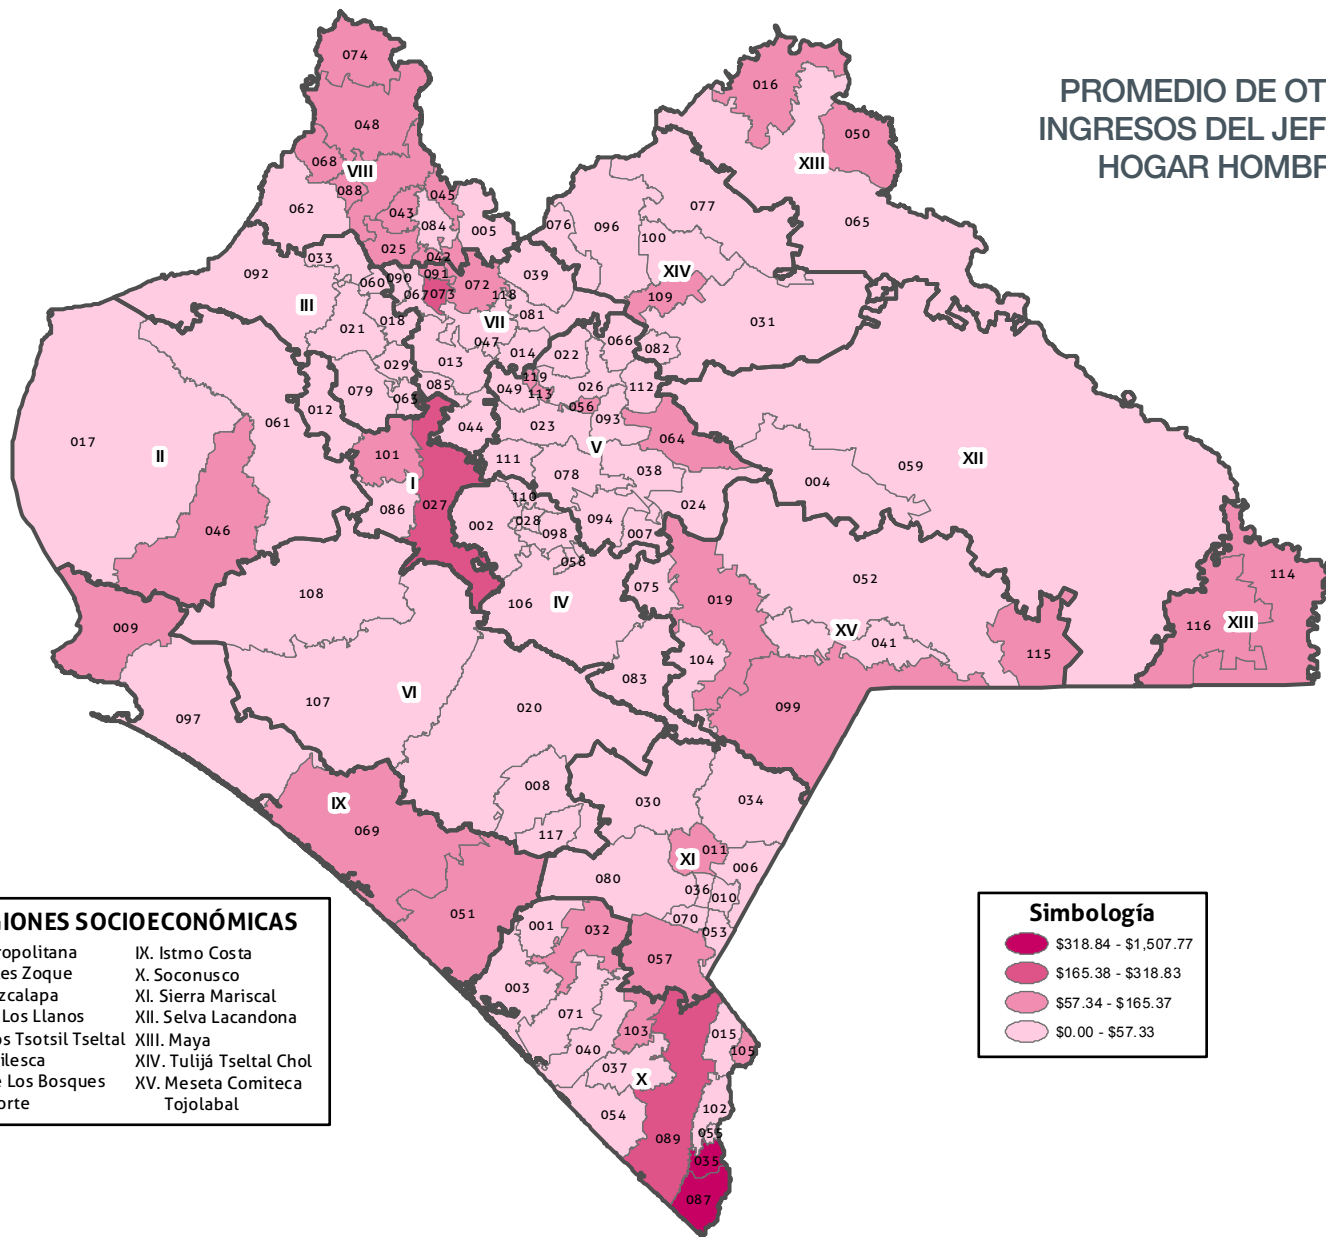 PROMEDIO DE OT
INGRESOS DEL JEF
HOGAR HOMBR
074
016
048
050
068
VIII
XIII
088
045
062
043
077
084
005
076
096
065
100
025
042
033
092
090
091
039
XIV
060
072
067
073
118
109
III
018
VII
081
031
021
047
066
082
013
014
022
029
119
079
085
049
026
112
063
113
012
056
061
044
093
023
064
017
II
101
V
111
038
XII
078
059
I
004
027
110
024
086
002
028
094
046
098
007
058
052
075
114
108
106
IV
019
009
116
XIII
XV
041
104
115
083
VI
107
020
099
097
008
030
034
IX
069
117
011
XI
006
080
036
010
051
070
001
032
053
057
003
071
103
015
040
105
037
X
054
102
055
089
035
087
GIONES SOCIOECONÓMICAS
ropolitana
IX. Istmo Costa
es Zoque
X. Soconusco
zcalapa
XI. Sierra Mariscal
Los Llanos
XII. Selva Lacandona
os Tsotsil Tseltal
XIII. Maya
ilesca
XIV. Tulijá Tseltal Chol
e Los Bosques
XV. Meseta Comiteca
orte
Tojolabal
Simbología
$318.84 - $1,507.77
$165.38 - $318.83
$57.34 - $165.37
$0.00 - $57.33